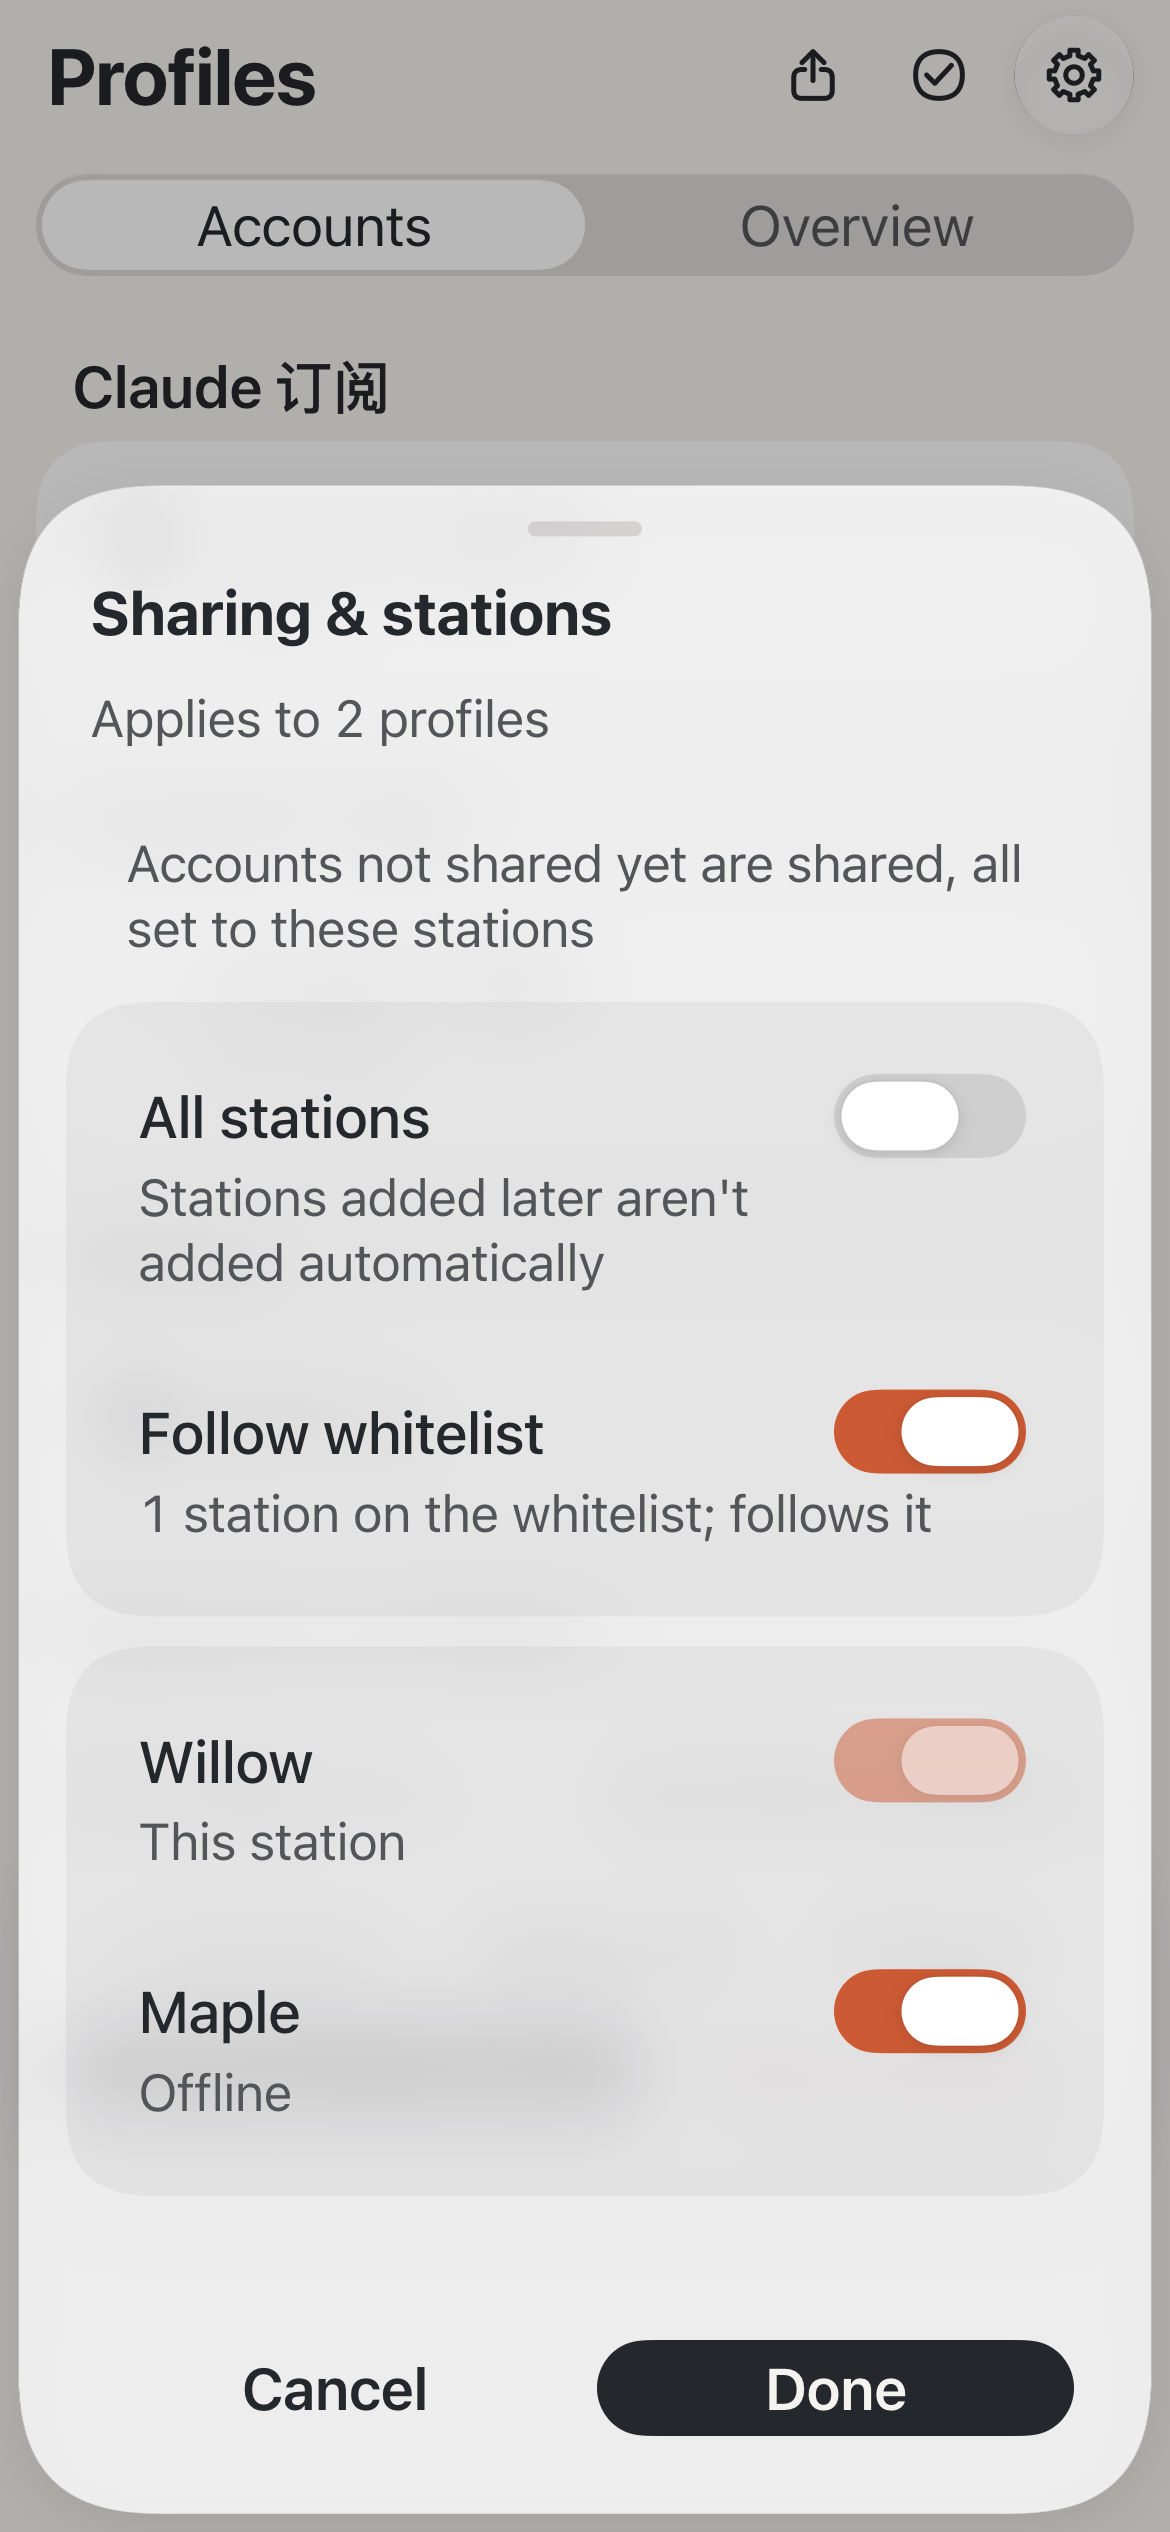 Profiles
Accounts
Overview
Claude 订阅
Sharing & stations
Applies to 2 profiles
Accounts not shared yet are shared, all
set to these stations
All stations
Stations added later aren't
added automatically
Follow whitelist
1 station on the whitelist; follows it
Willow
This station
Maple
Offline
Cancel
Done